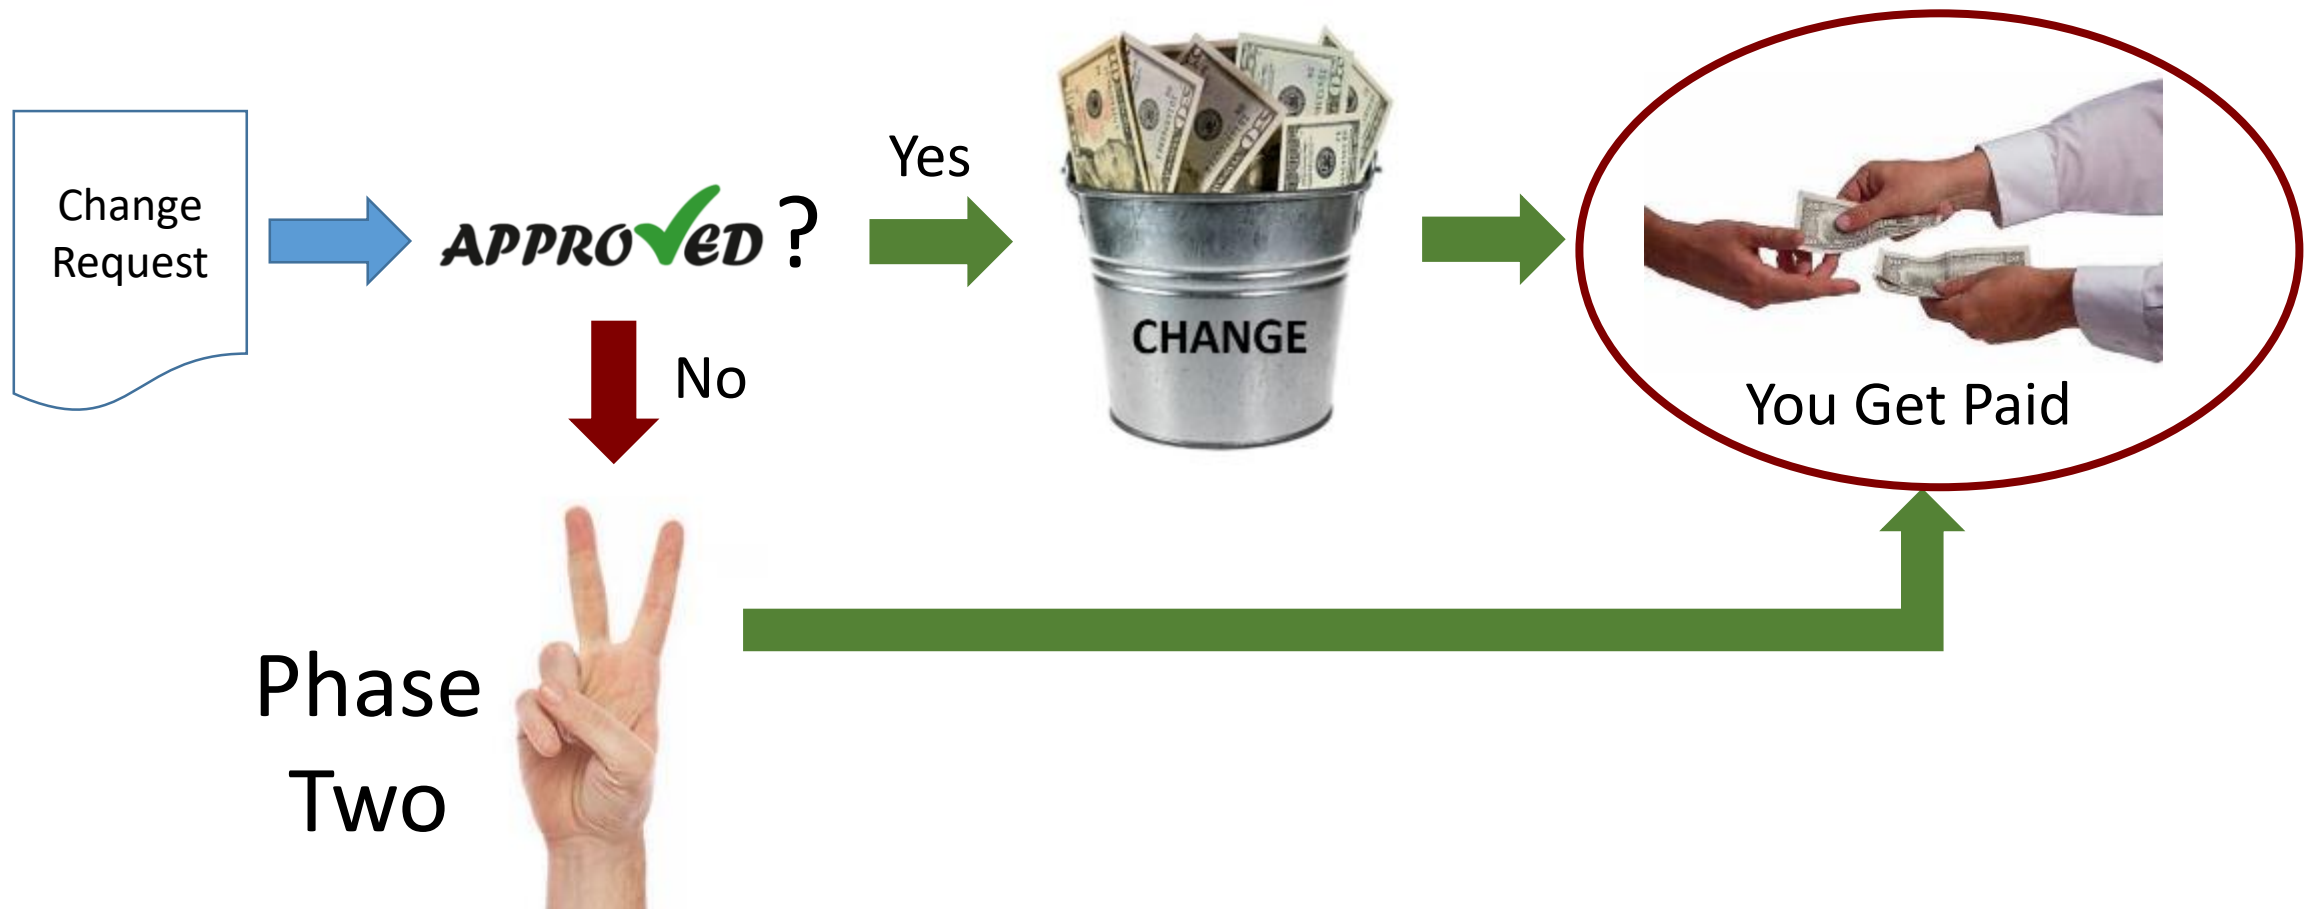 Change
Request
APPROVED ?
Yes
No
CHANGE
You Get Paid
Phase
Two